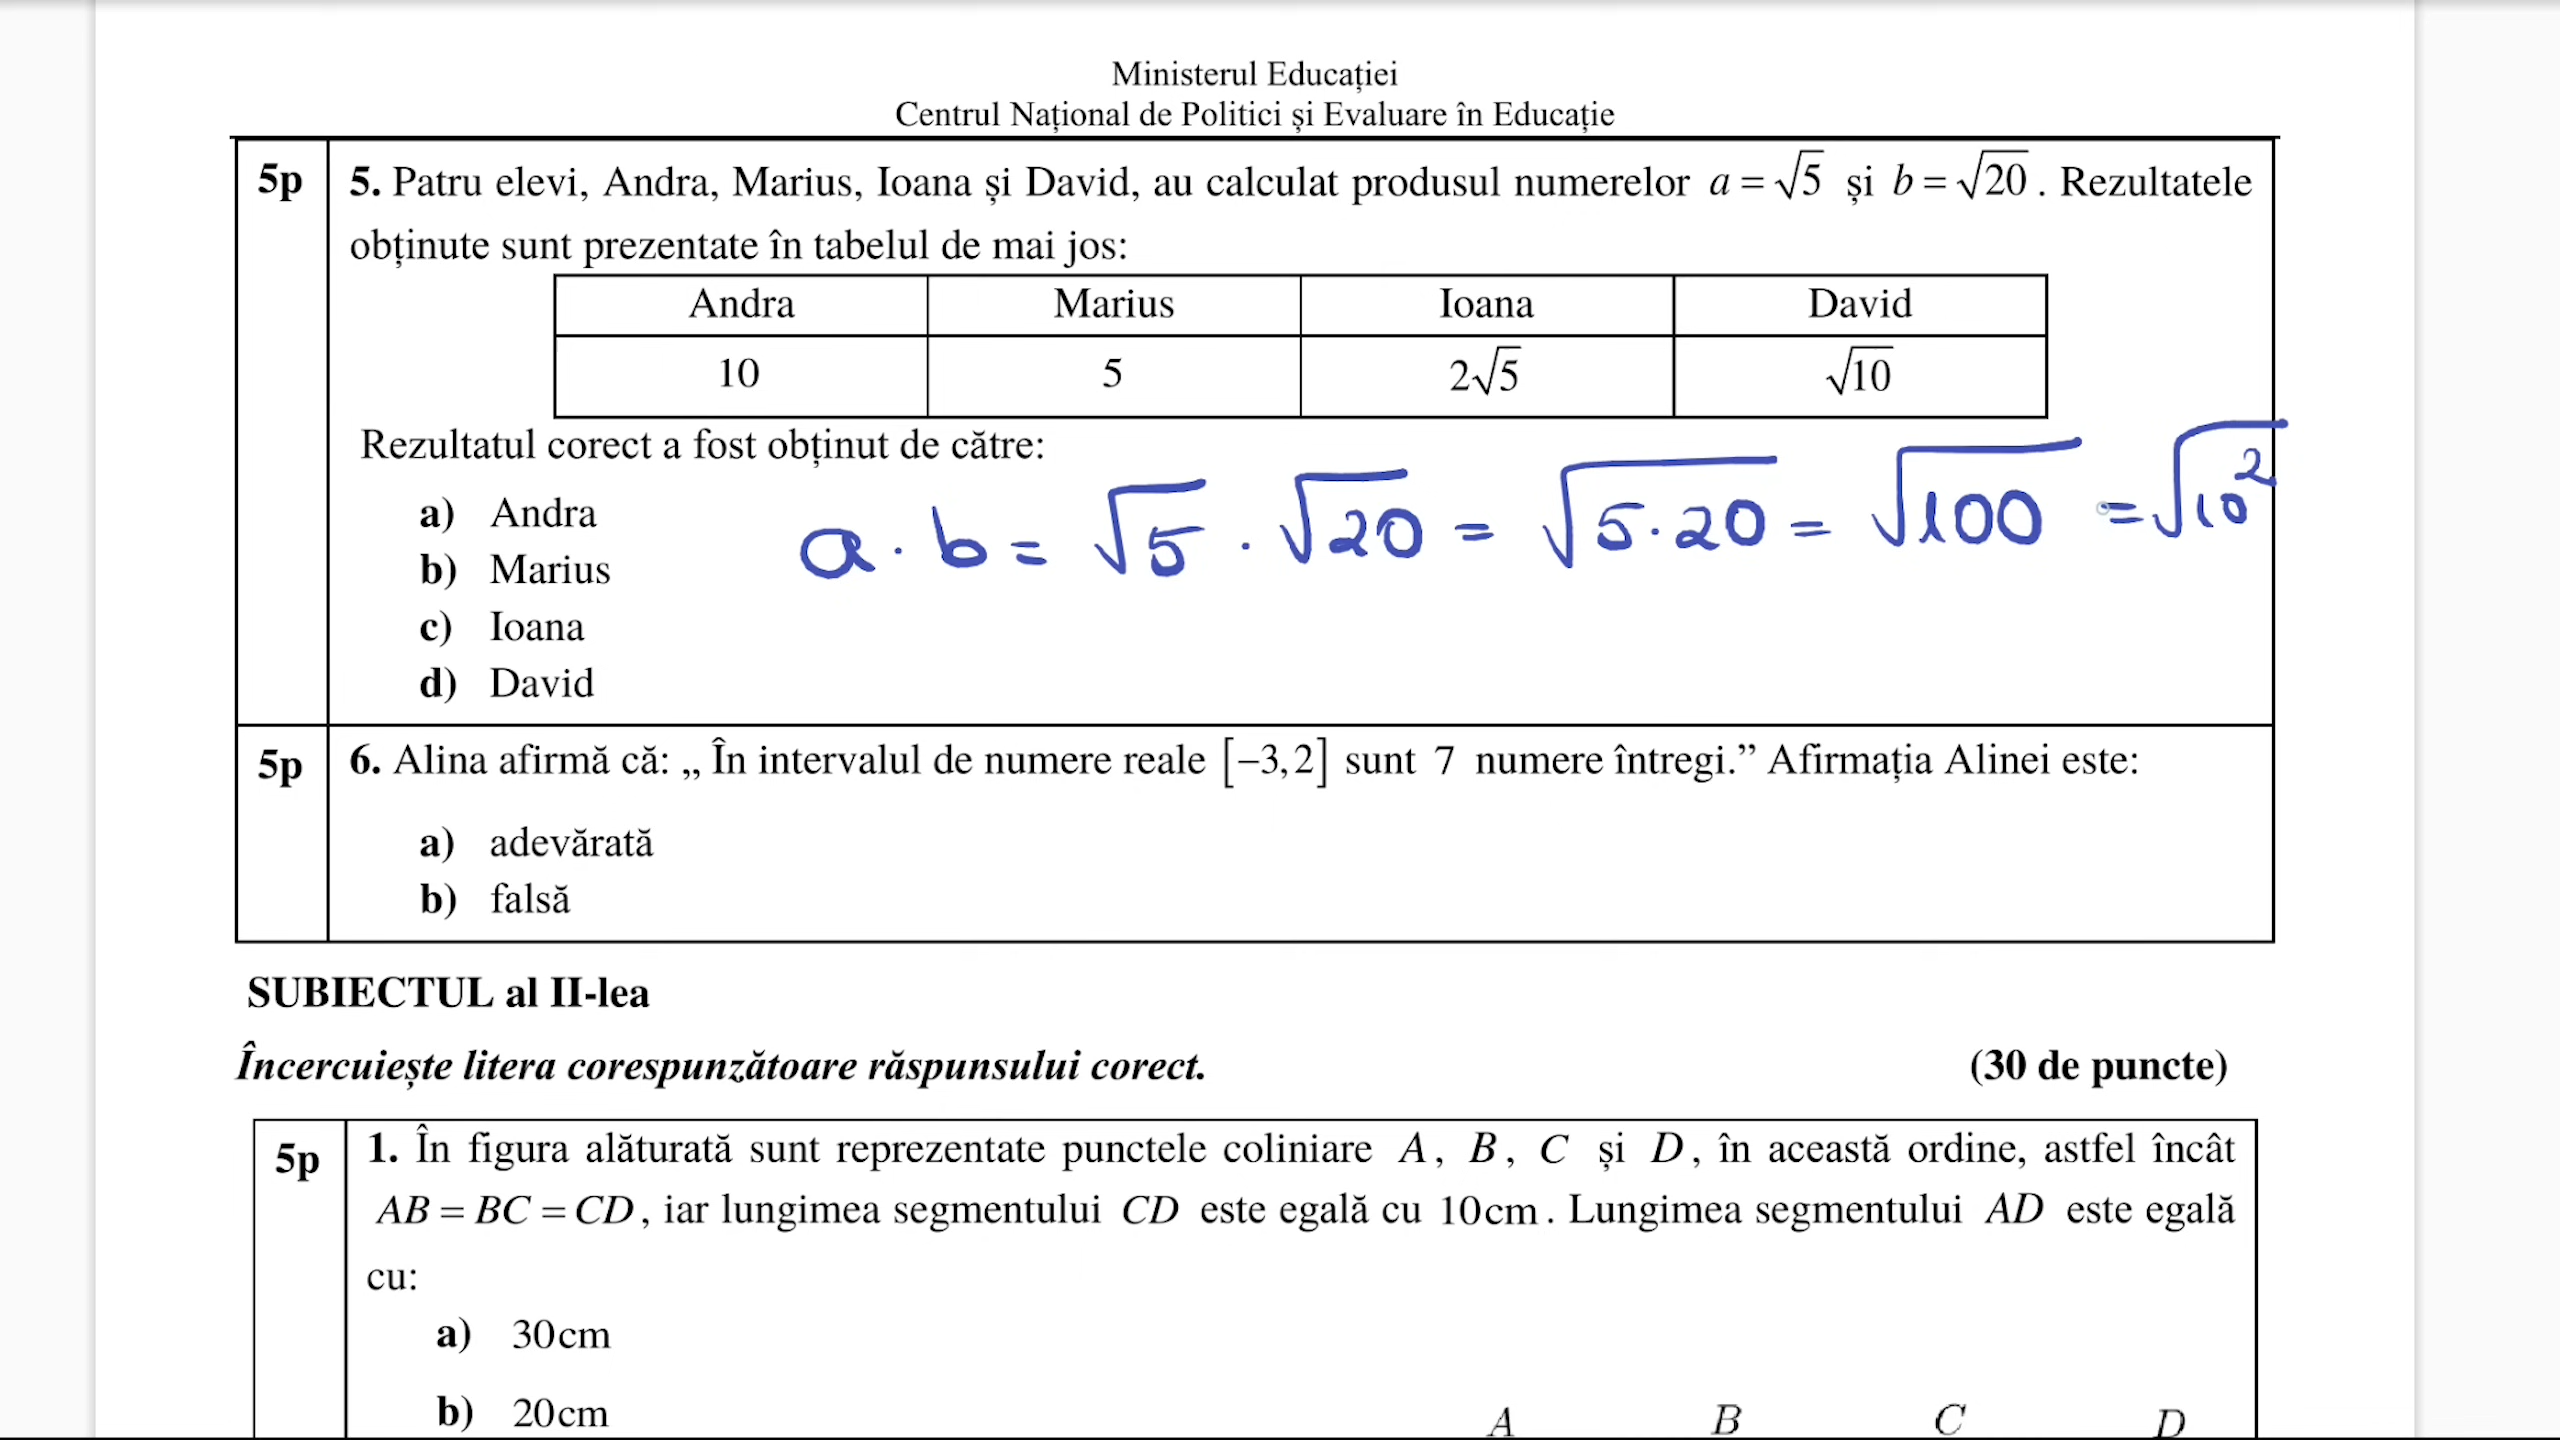 Ministerul Educației
Centrul Național de Politici și Evaluare în Educație
5p 5. Patru elevi, Andra, Marius, Ioana și David, au calculat produsul numerelor a = √5 și b = √20 . Rezultatele
obținute sunt prezentate în tabelul de mai jos:
Andra Marius Ioana David
10 5 2√5 √10
Rezultatul corect a fost obținut de către:
a) Andra
a · b = √5 · √20 = √5·20 = √100 = √10²
b) Marius
c) Ioana
d) David
5p 6. Alina afirmă că: „ În intervalul de numere reale [−3, 2] sunt 7 numere întregi.” Afirmația Alinei este:
a) adevărată
b) falsă
SUBIECTUL al II-lea
Încercuiește litera corespunzătoare răspunsului corect. (30 de puncte)
5p 1. În figura alăturată sunt reprezentate punctele coliniare A, B, C și D, în această ordine, astfel încât
AB = BC = CD, iar lungimea segmentului CD este egală cu 10cm. Lungimea segmentului AD este egală
cu:
a) 30cm
b) 20cm
A B C D